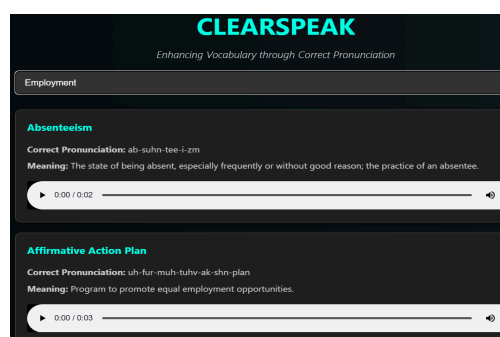 CLEARSPEAK
Enhancing Vocabulary through Correct Pronunciation
Employment
Absenteeism
Correct Pronunciation: ab-suhn-tee-i-zm
Meaning: The state of being absent, especially frequently or without good reason; the practice of an absentee.
0:00 / 0:02
Affirmative Action Plan
Correct Pronunciation: uh-fur-muh-tuhv-ak-shn-plan
Meaning: Program to promote equal employment opportunities.
0:00 / 0:03